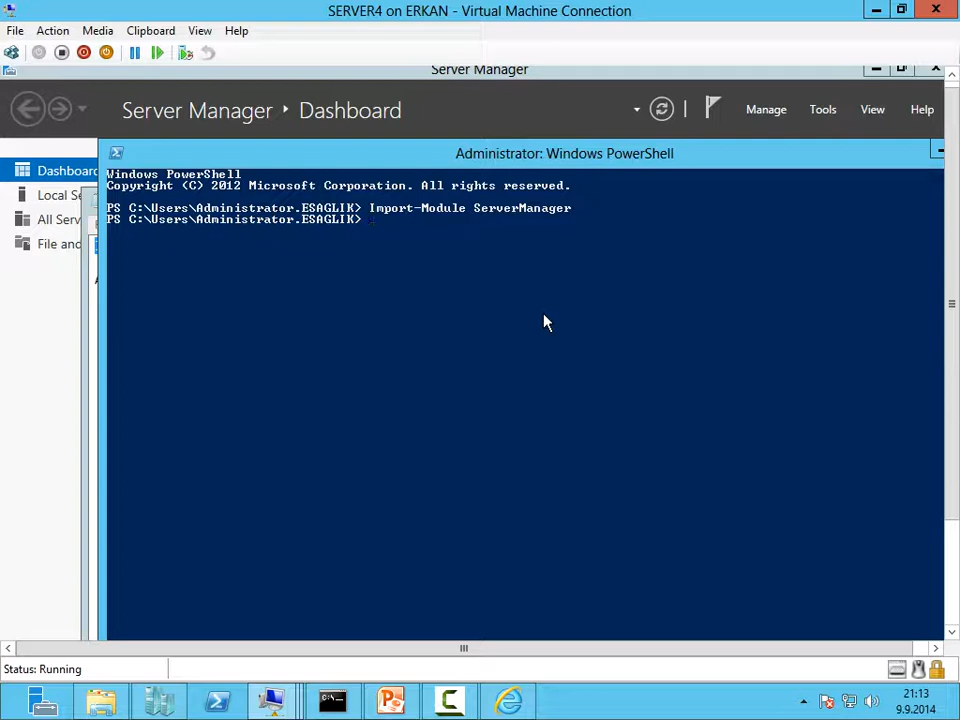 SERVER4 on ERKAN - Virtual Machine Connection
File Action Media Clipboard View Help
Server Manager
Server Manager Dashboard
Manage Tools View Help
Administrator: Windows PowerShell
Windows PowerShell
Copyright (C) 2012 Microsoft Corporation. All rights reserved.
PS C:\Users\Administrator.ESAGLIK> Import-Module ServerManager
PS C:\Users\Administrator.ESAGLIK>
Dashboard
Local Se
All Serv
File and
Status: Running
21:13
9.9.2014